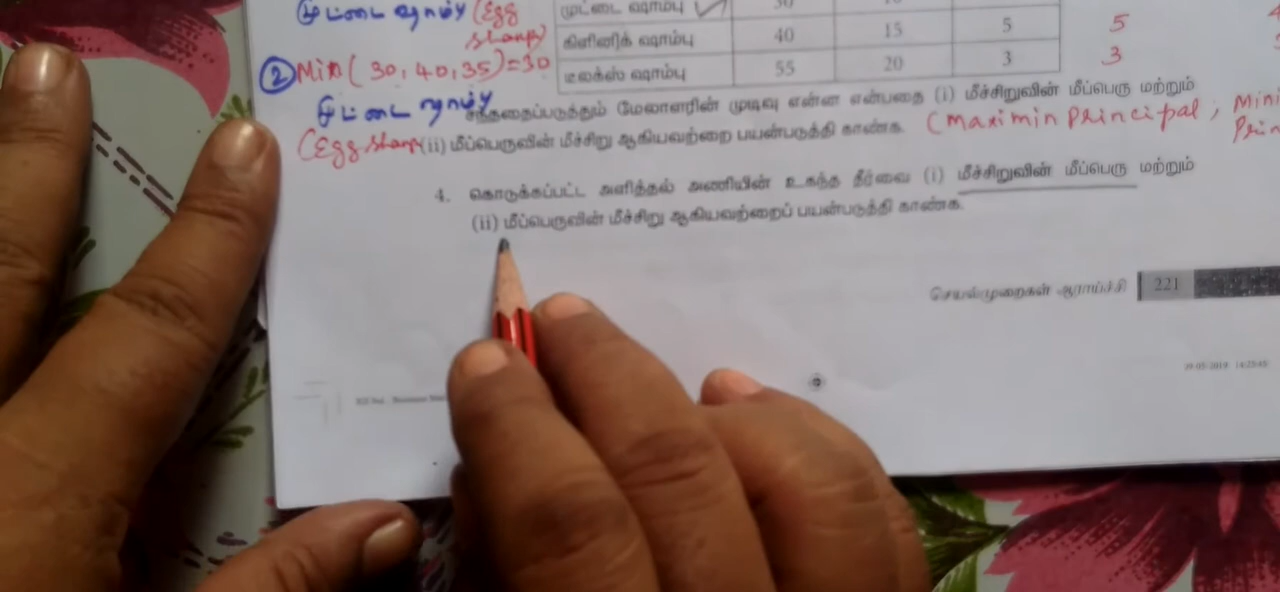 முட்டை ஷாம்பு (Egg
முட்டை ஷாம்பு 30
Shamp)
கிளினிக் ஷாம்பு 40 15 5 5
② Min (30, 40, 35) = 30
டீலக்ஸ் ஷாம்பு 55 20 3 3
முட்டை ஷாம்பு
சந்தைப்படுத்தும் மேலாளரின் முடிவு என்ன என்பதை (i) மீச்சிறுவின் மீப்பெரு மற்றும்
(Egg Shamp (ii) மீப்பெருவின் மீச்சிறு ஆகியவற்றை பயன்படுத்தி காண்க. (Maximin Principal, Mini
Prin
4. கொடுக்கப்பட்ட அளித்தல் அணியின் உகந்த தீர்வை (i) மீச்சிறுவின் மீப்பெரு மற்றும்
(ii) மீப்பெருவின் மீச்சிறு ஆகியவற்றைப் பயன்படுத்தி காண்க.
செயல்முறைகள் ஆராய்ச்சி 221